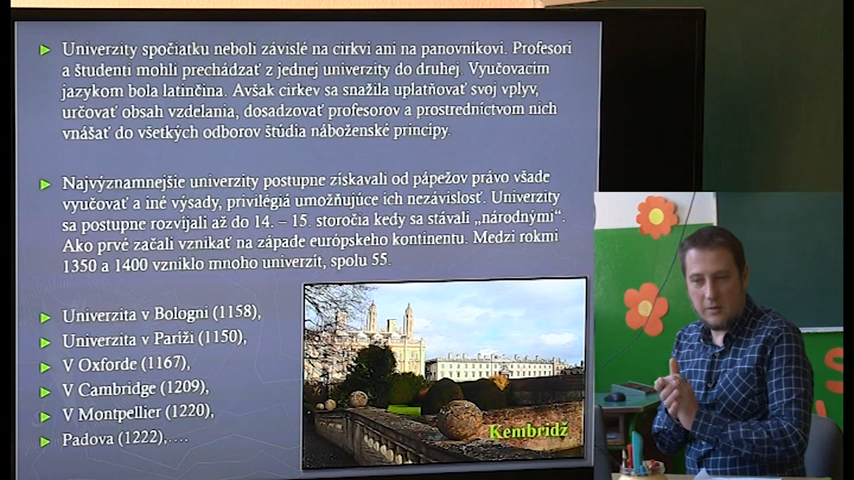 Univerzity spočiatku neboli závislé na cirkvi ani na panovníkovi. Profesori
a študenti mohli prechádzať z jednej univerzity do druhej. Vyučovacím
jazykom bola latinčina. Avšak cirkev sa snažila uplatňovať svoj vplyv,
určovať obsah vzdelania, dosadzovať profesorov a prostredníctvom nich
vnášať do všetkých odborov štúdia náboženské princípy.
Najvýznamnejšie univerzity postupne získavali od pápežov právo všade
vyučovať a iné výsady, privilégiá umožňujúce ich nezávislosť. Univerzity
sa postupne rozvíjali až do 14. – 15. storočia kedy sa stávali „národnými“.
Ako prvé začali vznikať na západe európskeho kontinentu. Medzi rokmi
1350 a 1400 vzniklo mnoho univerzít, spolu 55.
Univerzita v Bologni (1158),
Univerzita v Paríži (1150),
V Oxforde (1167),
V Cambridge (1209),
V Montpellier (1220),
Padova (1222),....
Kembridž